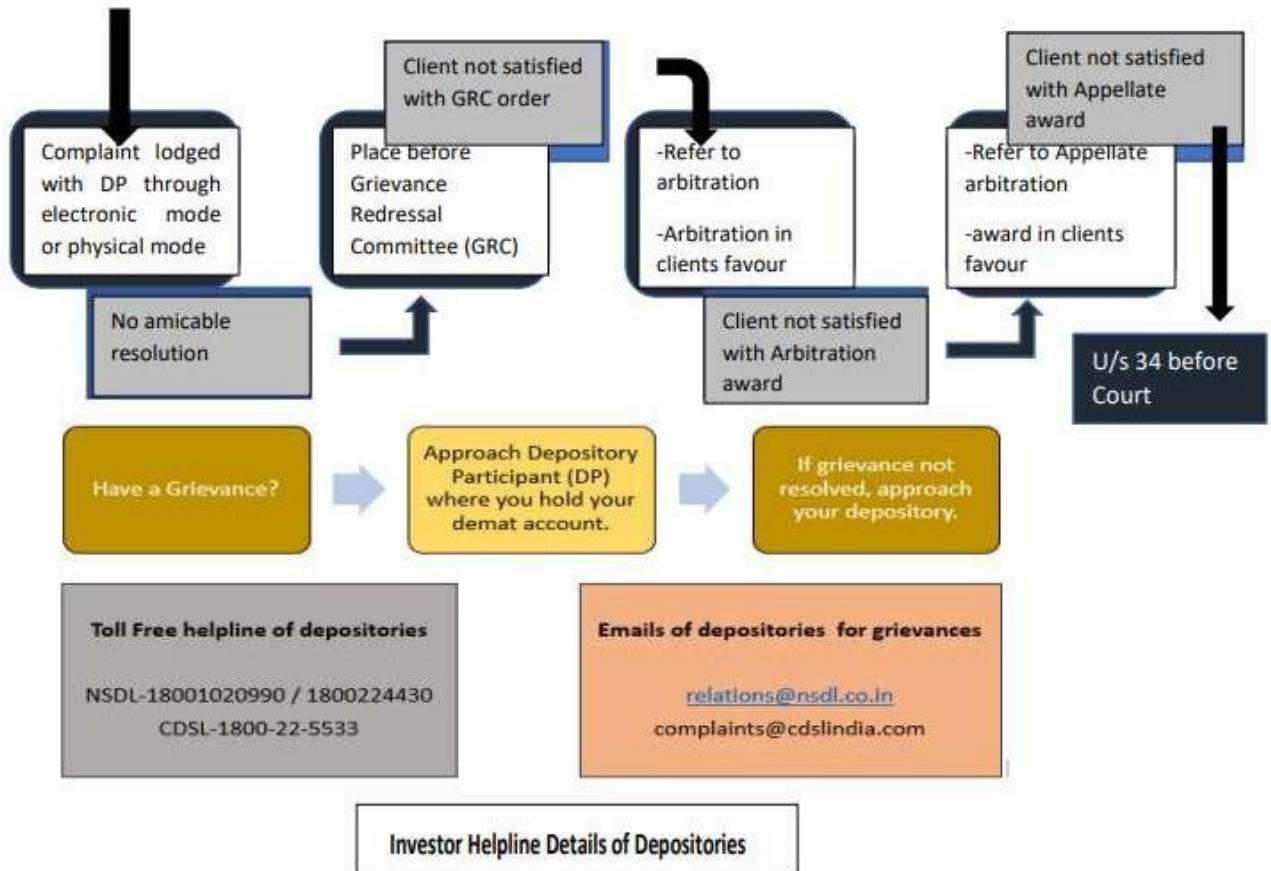 Complaint lodged
with DP through
electronic mode
or physical mode
No amicable
resolution
Client not satisfied
with GRC order
Place before
Grievance
Redressal
Committee (GRC)
-Refer to
arbitration
-Arbitration in
clients favour
Client not satisfied
with Arbitration
award
Client not satisfied
with Appellate
award
-Refer to Appellate
arbitration
-award in clients
favour
U/s 34 before
Court
Have a Grievance?
Approach Depository
Participant (DP)
where you hold your
demat account.
If grievance not
resolved, approach
your depository.
Toll Free helpline of depositories
NSDL-18001020990 / 1800224430
CDSL-1800-22-5533
Emails of depositories for grievances
relations@nsdl.co.in
complaints@cdslindia.com
Investor Helpline Details of Depositories